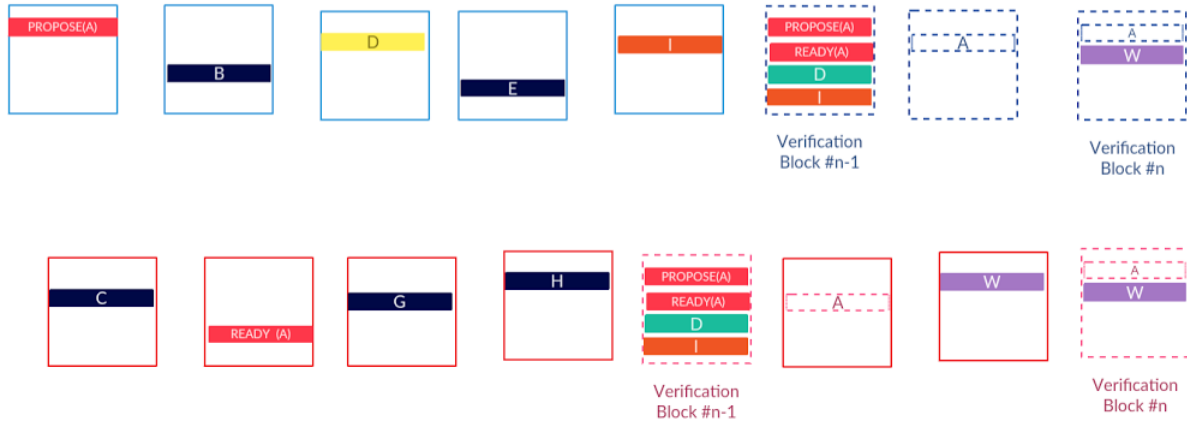 PROPOSE(A)
B
D
E
I
PROPOSE(A)
READY(A)
D
I
Verification
Block #n-1
A
A
W
Verification
Block #n
C
READY (A)
G
H
PROPOSE(A)
READY(A)
D
I
Verification
Block #n-1
A
W
A
W
Verification
Block #n